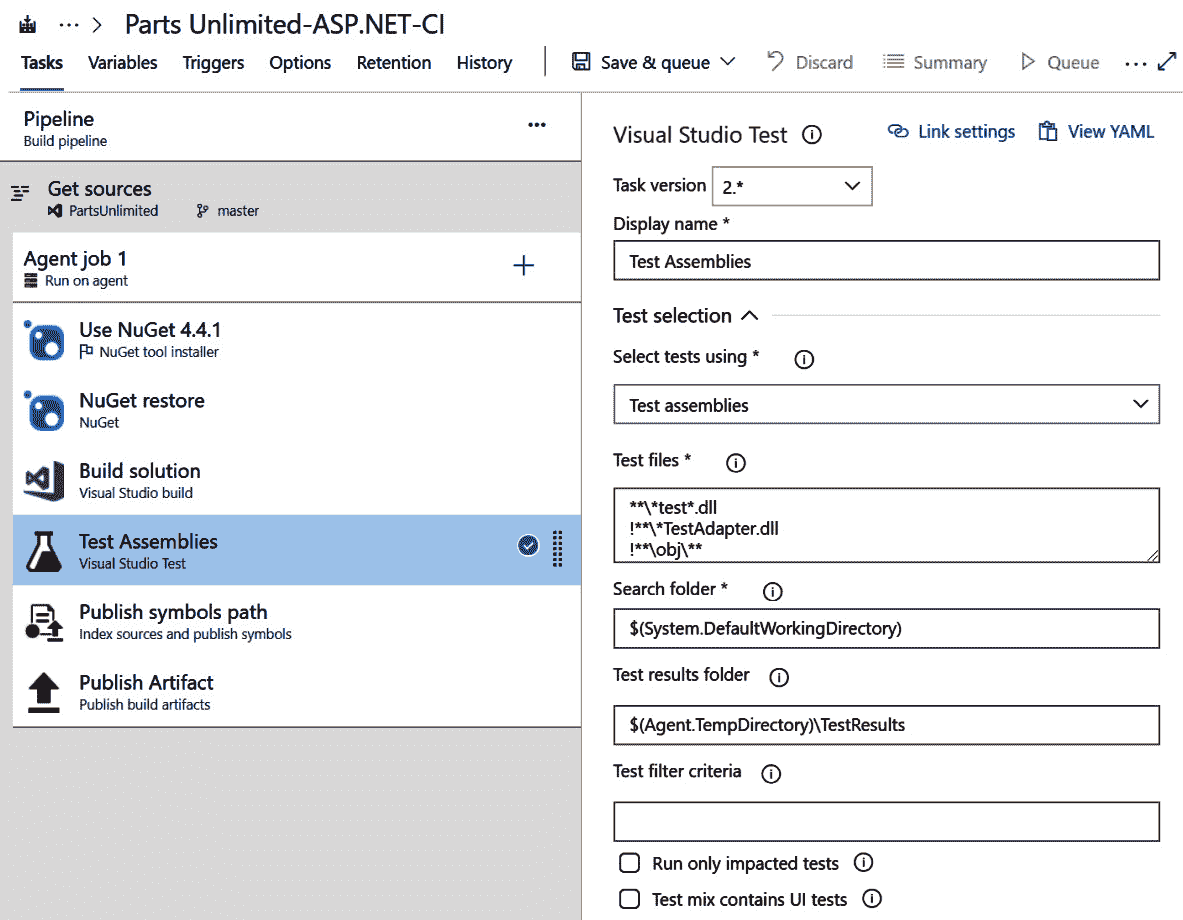 ··· > Parts Unlimited-ASP.NET-CI
Tasks Variables Triggers Options Retention History Save & queue Discard Summary Queue ···
Pipeline ···
Build pipeline
Get sources
PartsUnlimited master
Agent job 1 +
Run on agent
Use NuGet 4.4.1
NuGet tool installer
NuGet restore
NuGet
Build solution
Visual Studio build
Test Assemblies
Visual Studio Test
Publish symbols path
Index sources and publish symbols
Publish Artifact
Publish build artifacts
Visual Studio Test Link settings View YAML
Task version 2.*
Display name *
Test Assemblies
Test selection
Select tests using *
Test assemblies
Test files *
**\*test*.dll
!**\*TestAdapter.dll
!**\obj\**
Search folder *
$(System.DefaultWorkingDirectory)
Test results folder
$(Agent.TempDirectory)\TestResults
Test filter criteria
Run only impacted tests
Test mix contains UI tests